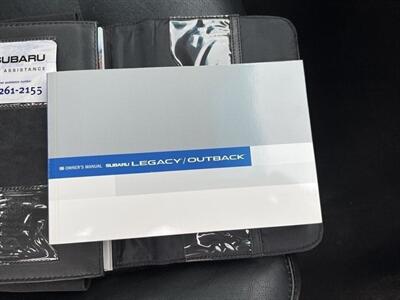 SUBARU
ASSISTANCE
261-2155
OWNER'S MANUAL SUBARU LEGACY/OUTBACK